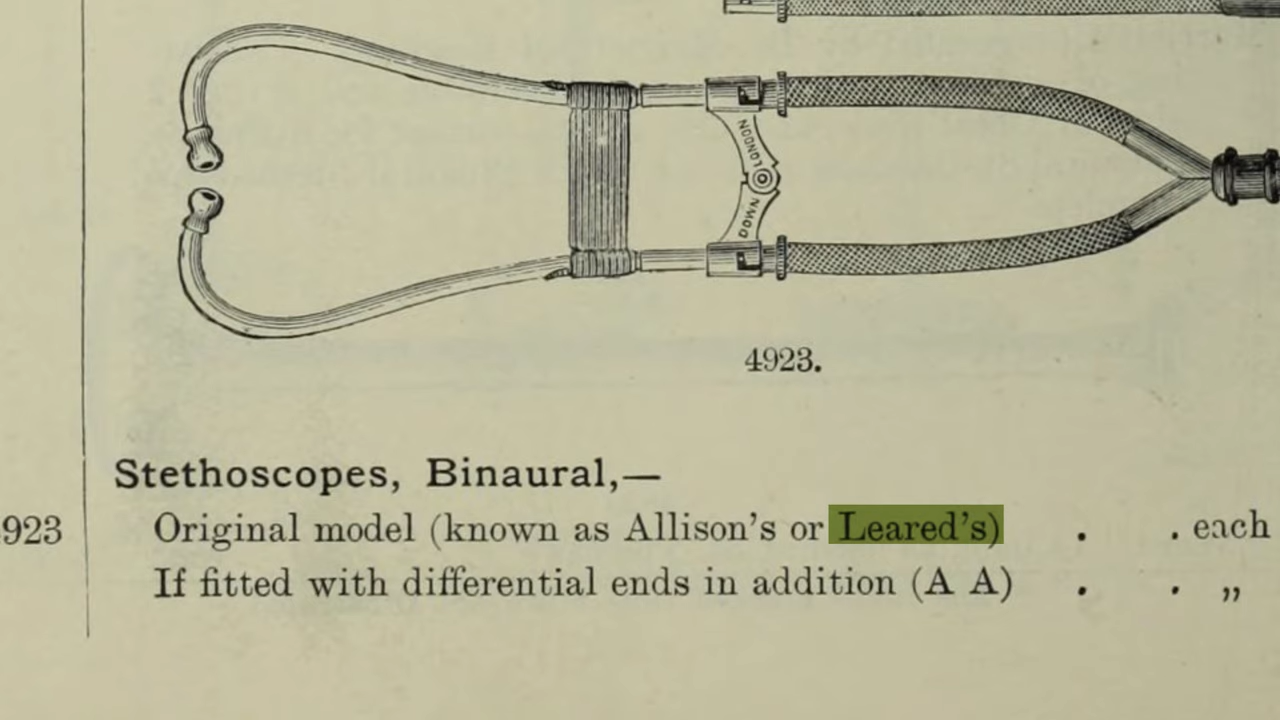 LONDON
DOWN
4923.
Stethoscopes, Binaural,—
923 Original model (known as Allison's or Leared's) . . each
If fitted with differential ends in addition (A A) . . „